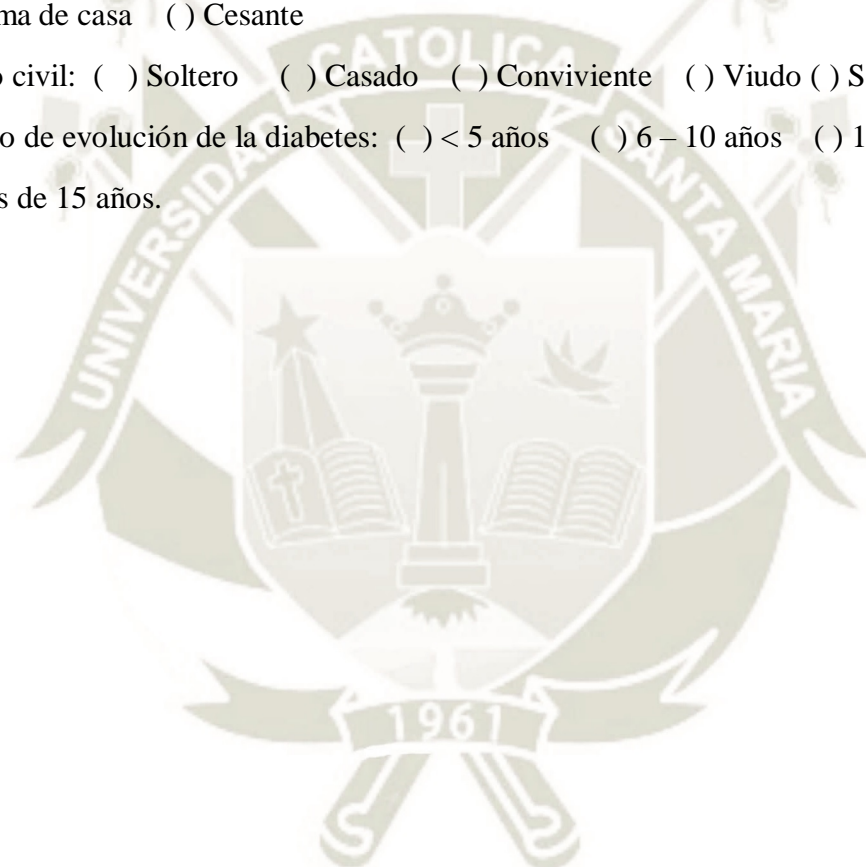 ma de casa ( ) Cesante
o civil: ( ) Soltero ( ) Casado ( ) Conviviente ( ) Viudo ( ) S
o de evolución de la diabetes: ( ) < 5 años ( ) 6 – 10 años ( ) 1
s de 15 años.
UNIVERSIDAD CATOLICA SANTA MARIA
1961